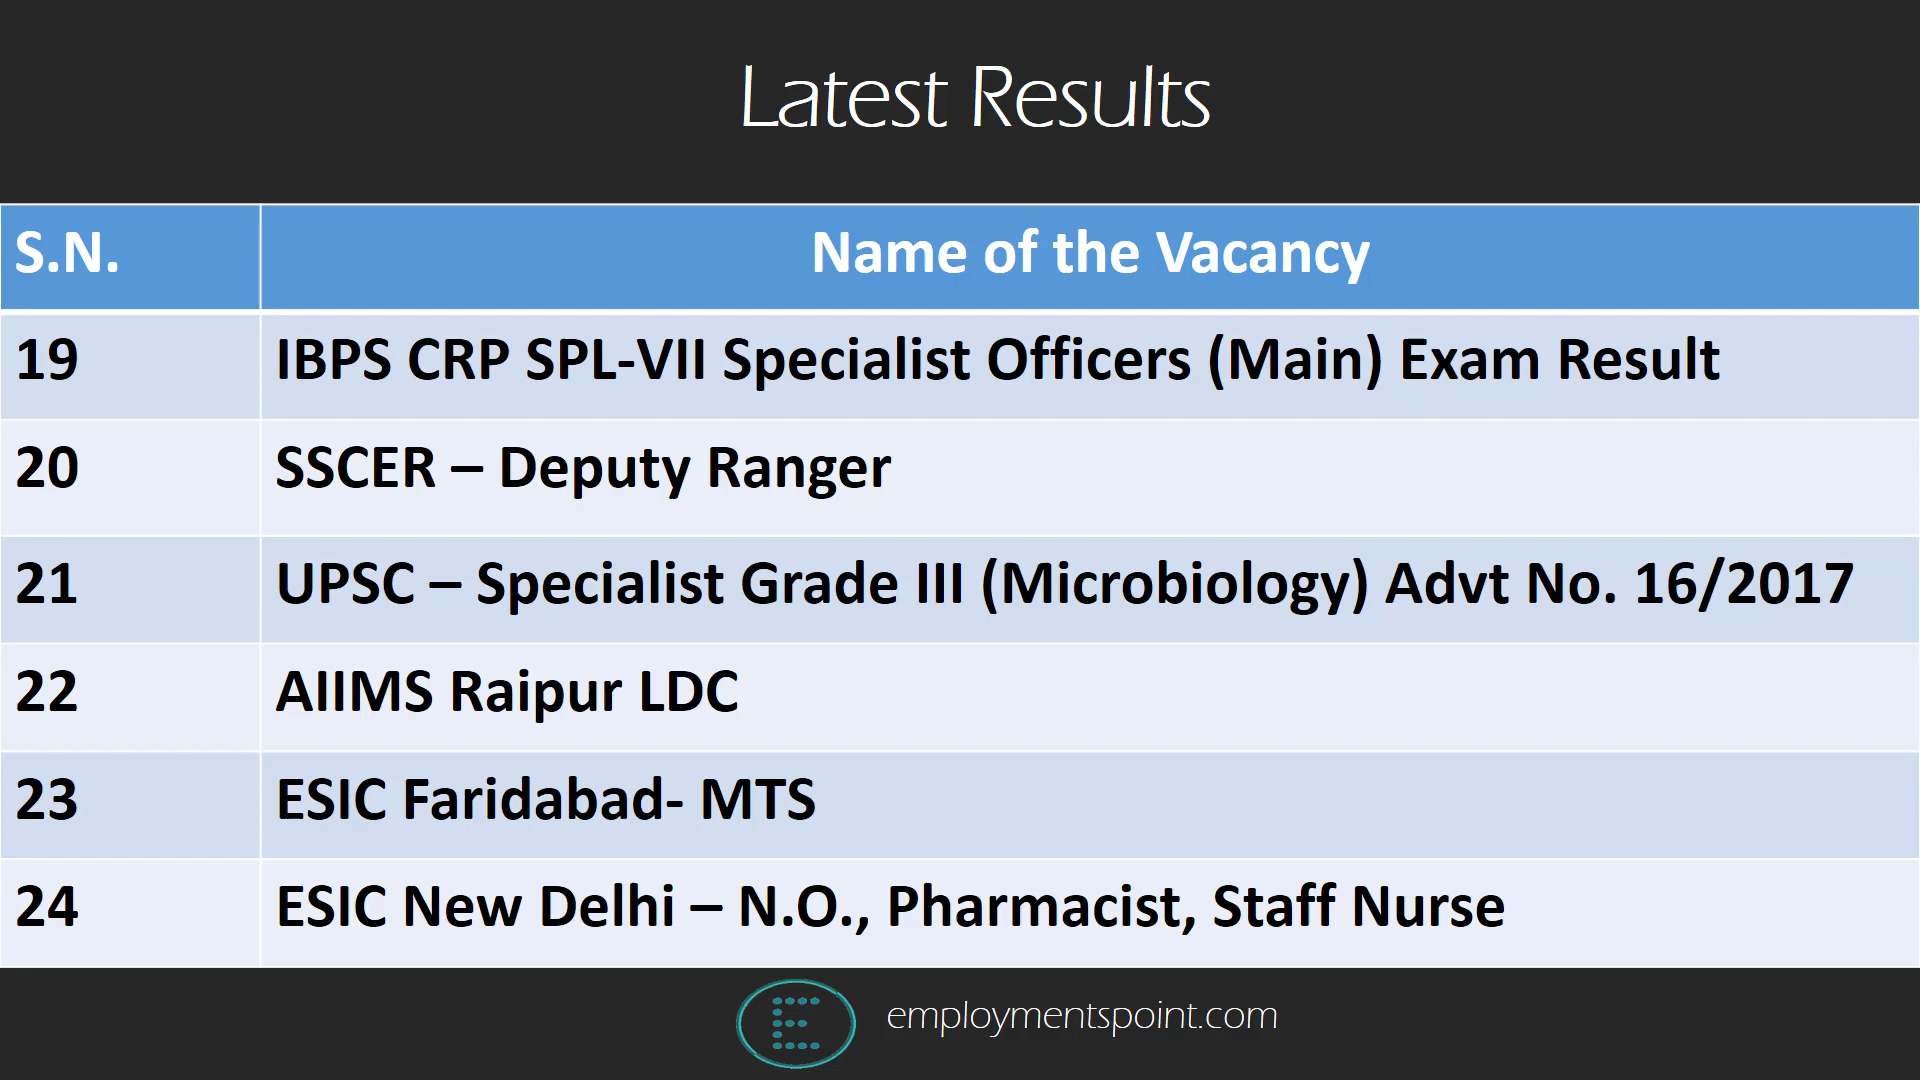 Latest Results
S.N. Name of the Vacancy
19 IBPS CRP SPL-VII Specialist Officers (Main) Exam Result
20 SSCER – Deputy Ranger
21 UPSC – Specialist Grade III (Microbiology) Advt No. 16/2017
22 AIIMS Raipur LDC
23 ESIC Faridabad- MTS
24 ESIC New Delhi – N.O., Pharmacist, Staff Nurse
E employmentspoint.com